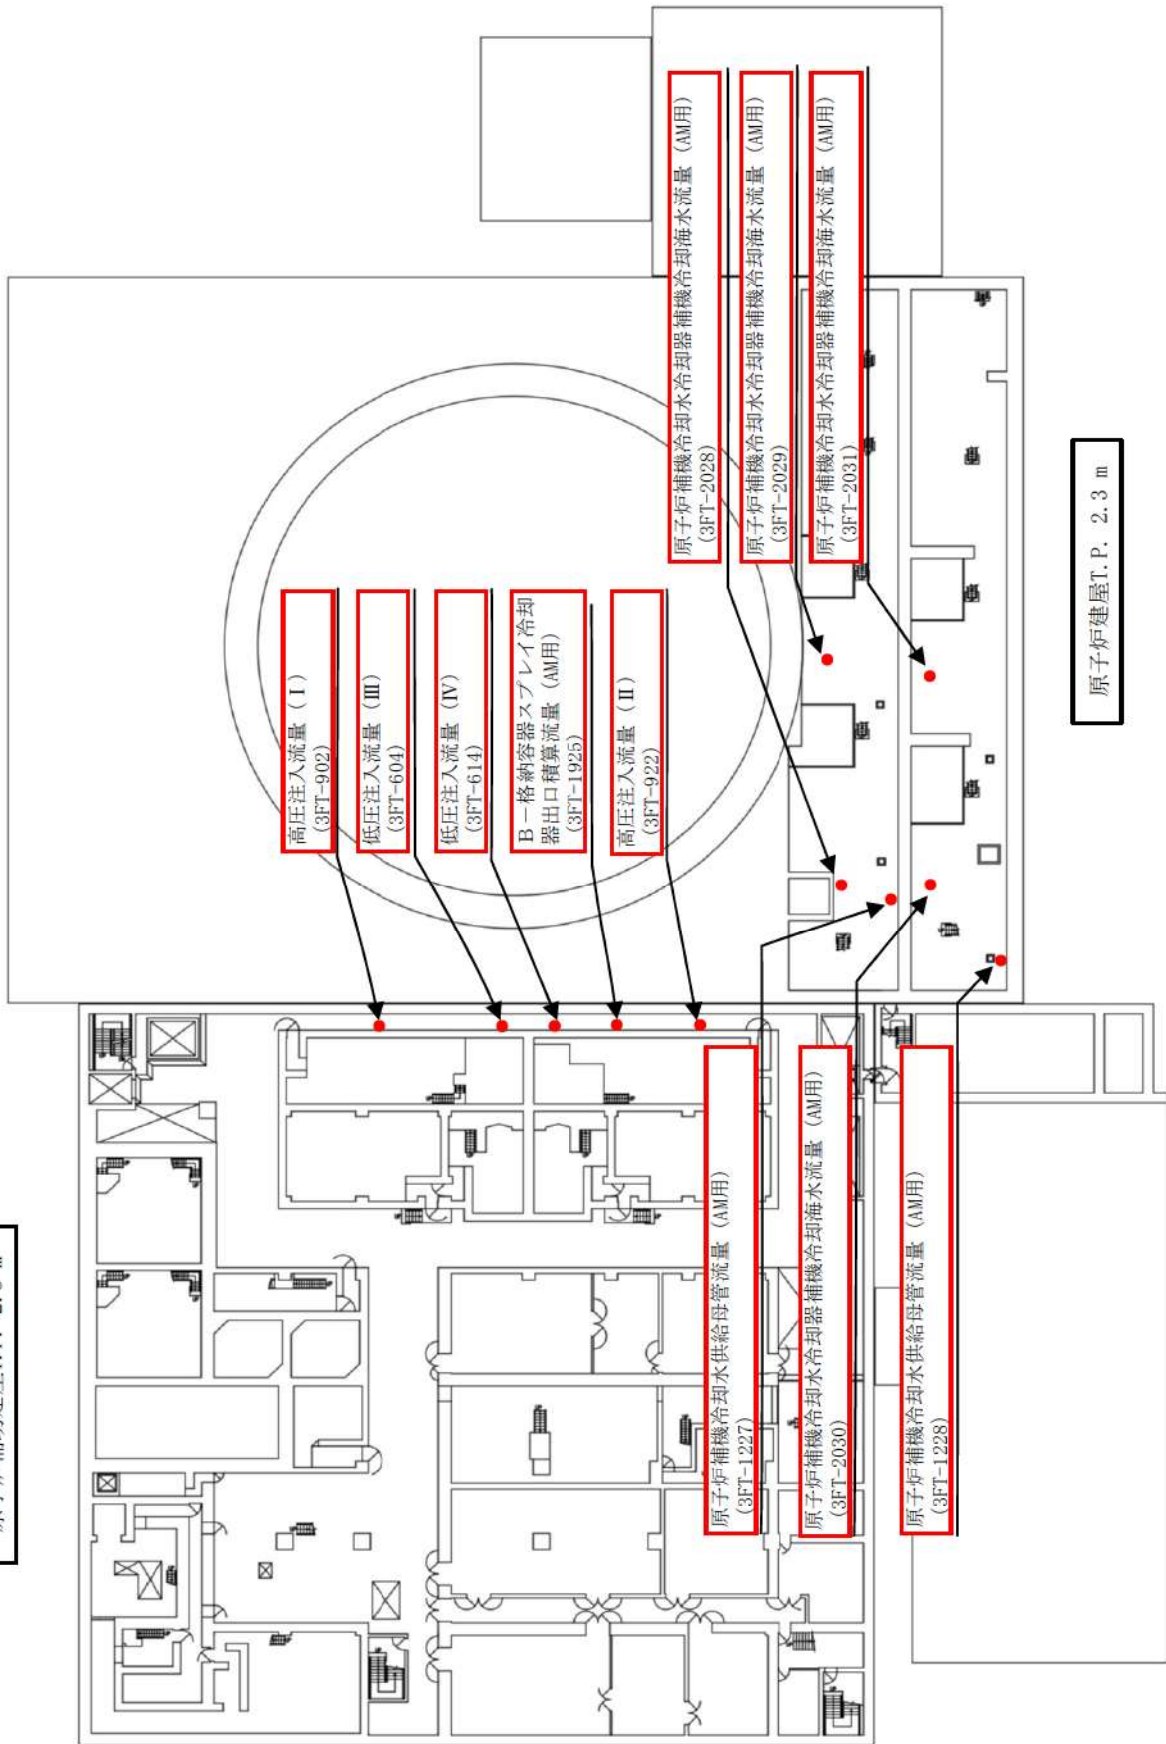 高圧注入流量(Ⅰ)
(3FT-902)
低圧注入流量(Ⅲ)
(3FT-604)
低圧注入流量(Ⅳ)
(3FT-614)
B-格納容器スプレイ冷却
器出口積算流量(AM用)
(3FT-1925)
高圧注入流量(Ⅱ)
(3FT-922)
原子炉補機冷却水冷却器補機冷却海水流量(AM用)
(3FT-2028)
原子炉補機冷却水冷却器補機冷却海水流量(AM用)
(3FT-2029)
原子炉補機冷却水冷却器補機冷却海水流量(AM用)
(3FT-2031)
原子炉補機冷却水供給母管流量(AM用)
(3FT-1227)
原子炉補機冷却水冷却器補機冷却海水流量(AM用)
(3FT-2030)
原子炉補機冷却水供給母管流量(AM用)
(3FT-1228)
原子炉建屋T.P. 2.3 m